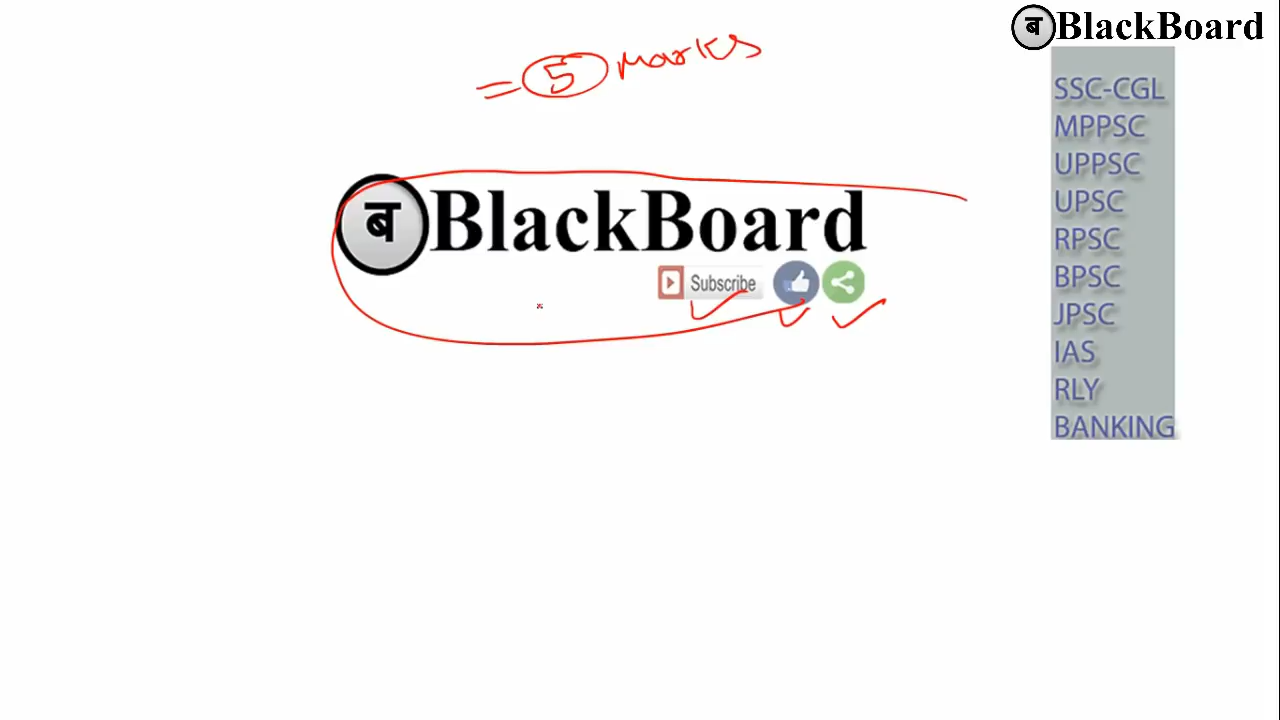 ब BlackBoard
= 5 Marks
ब BlackBoard
Subscribe
SSC-CGL
MPPSC
UPPSC
UPSC
RPSC
BPSC
JPSC
IAS
RLY
BANKING